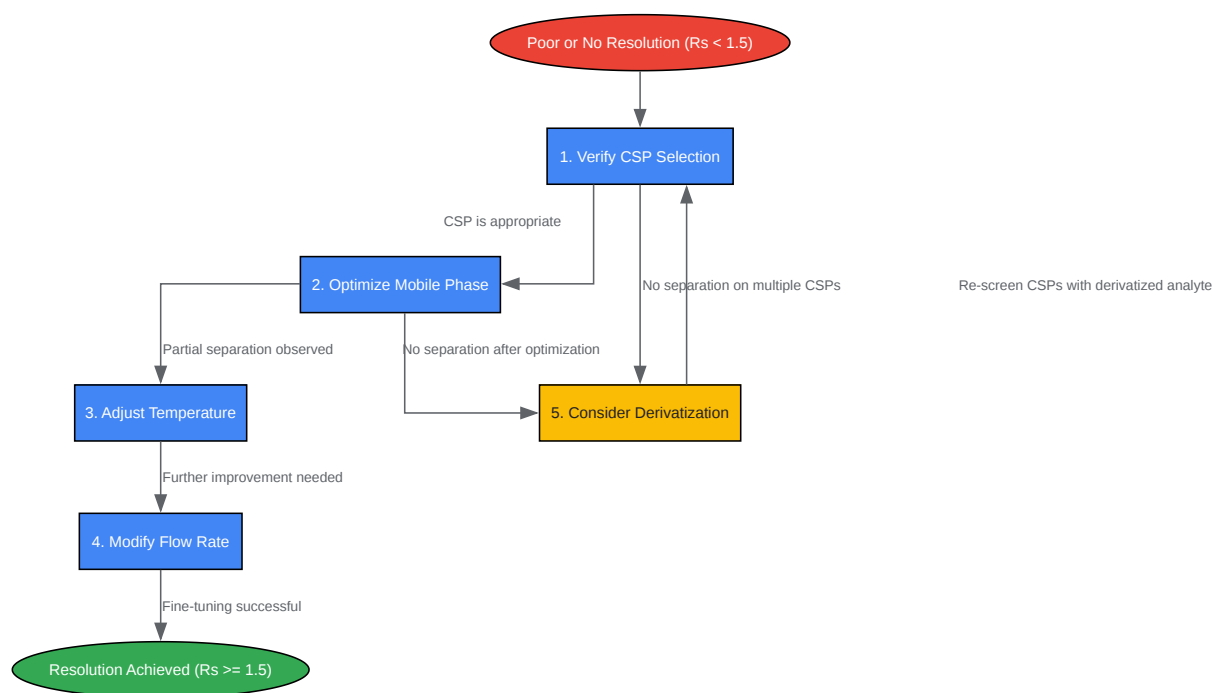 Poor or No Resolution (Rs < 1.5)
1. Verify CSP Selection
CSP is appropriate
2. Optimize Mobile Phase
No separation on multiple CSPs
Re-screen CSPs with derivatized analyte
Partial separation observed
No separation after optimization
3. Adjust Temperature
5. Consider Derivatization
Further improvement needed
4. Modify Flow Rate
Fine-tuning successful
Resolution Achieved (Rs >= 1.5)